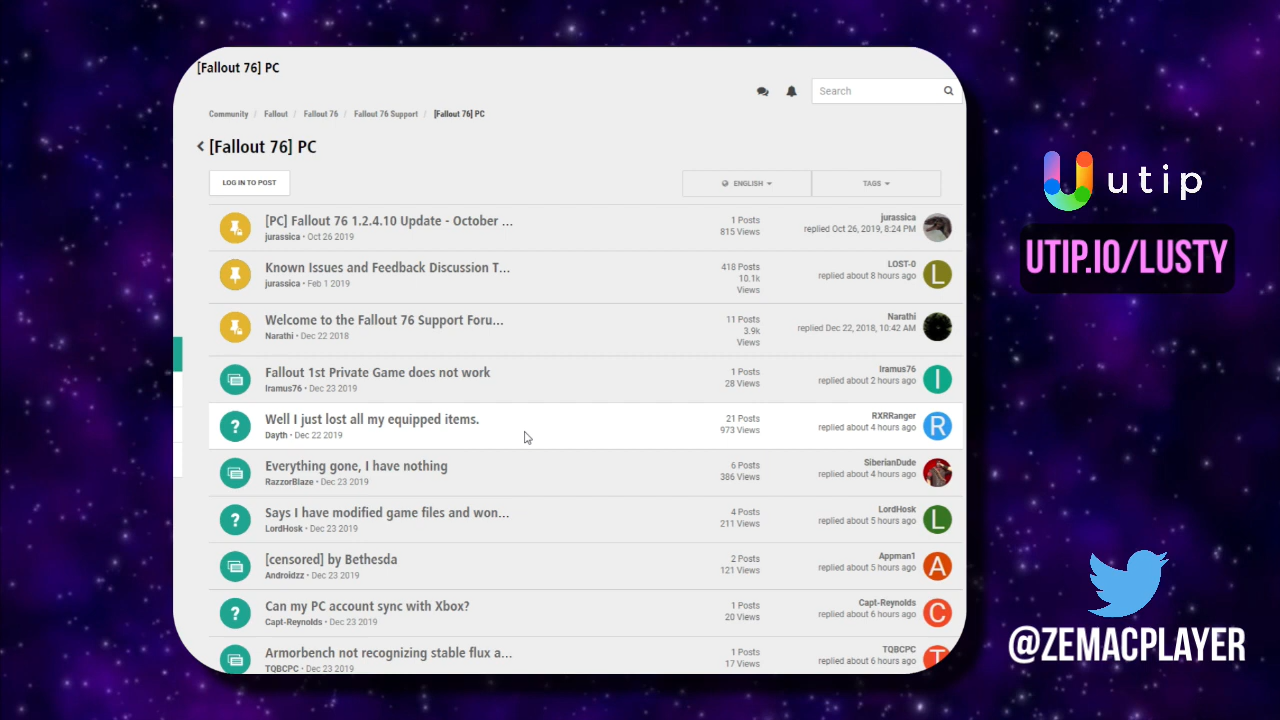 [Fallout 76] PC
Search
Community / Fallout / Fallout 76 / Fallout 76 Support / [Fallout 76] PC
[Fallout 76] PC
LOG IN TO POST
ENGLISH
TAGS
[PC] Fallout 76 1.2.4.10 Update - October ...
jurassica • Oct 26 2019
1 Posts
815 Views
jurassica
replied Oct 26, 2019, 8:24 PM
Known Issues and Feedback Discussion T...
jurassica • Feb 1 2019
418 Posts
10.1k
Views
LOST-0
replied about 8 hours ago
L
Welcome to the Fallout 76 Support Foru...
Narathi • Dec 22 2018
11 Posts
3.9k
Views
Narathi
replied Dec 22, 2018, 10:42 AM
Fallout 1st Private Game does not work
Iramus76 • Dec 23 2019
1 Posts
28 Views
Iramus76
replied about 2 hours ago
I
Well I just lost all my equipped items.
Dayth • Dec 22 2019
21 Posts
973 Views
RXRRanger
replied about 4 hours ago
R
Everything gone, I have nothing
RazzorBlaze • Dec 23 2019
6 Posts
386 Views
SiberianDude
replied about 4 hours ago
Says I have modified game files and won...
LordHosk • Dec 23 2019
4 Posts
211 Views
LordHosk
replied about 5 hours ago
L
[censored] by Bethesda
Androidzz • Dec 23 2019
2 Posts
121 Views
Appman1
replied about 5 hours ago
A
Can my PC account sync with Xbox?
Capt-Reynolds • Dec 23 2019
1 Posts
20 Views
Capt-Reynolds
replied about 6 hours ago
C
Armorbench not recognizing stable flux a...
TQBCPC • Dec 23 2019
1 Posts
17 Views
TQBCPC
replied about 6 hours ago
T
utip
UTIP.IO/LUSTY
@ZEMACPLAYER